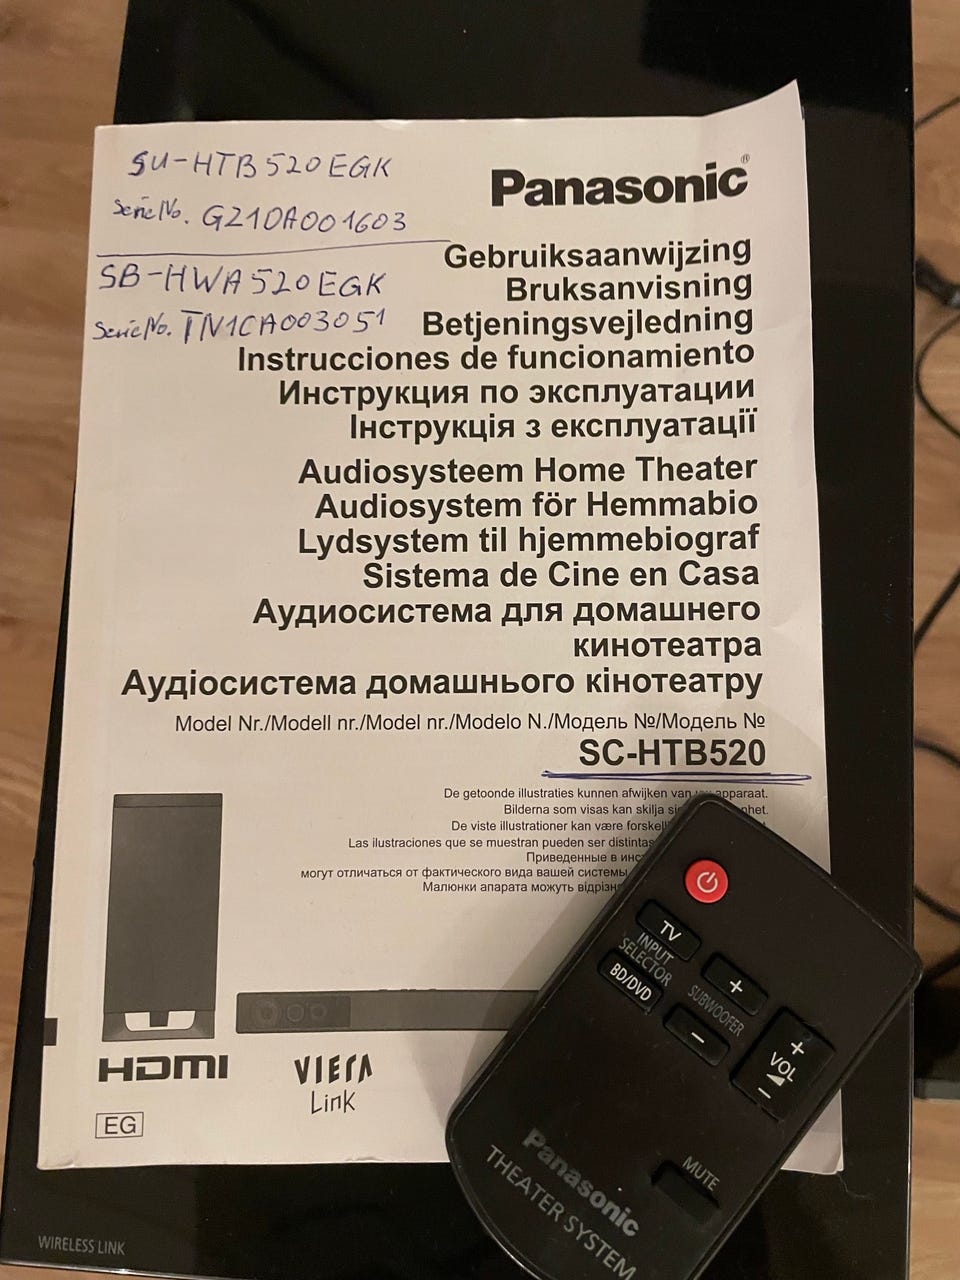 SU-HTB520EGK
Serie No. GZ1DA001603
SB-HWA520EGK
Serie No. TN1CA003051
Panasonic®
Gebruiksaanwijzing
Bruksanvisning
Betjeningsvejledning
Instrucciones de funcionamiento
Инструкция по эксплуатации
Інструкція з експлуатації
Audiosysteem Home Theater
Audiosystem för Hemmabio
Lydsystem til hjemmebiograf
Sistema de Cine en Casa
Аудиосистема для домашнего
кинотеатра
Аудіосистема домашнього кінотеатру
Model Nr./Modell nr./Model nr./Modelo N./Модель №/Модель №
SC-HTB520
De getoonde illustraties kunnen afwijken van apparaat.
Bilderna som visas kan skilja
De viste illustrationer kan være
Las ilustraciones que se muestran pueden ser
Приведенные в
могут отличаться от фактического вида вашей системы.
Малюнки апарата можуть
HDMI
VIERA
Link
EG
TV
INPUT
SELECTOR
BD/DVD
+
SUBWOOFER
−
+
VOL
−
MUTE
Panasonic
THEATER SYSTEM
WIRELESS LINK